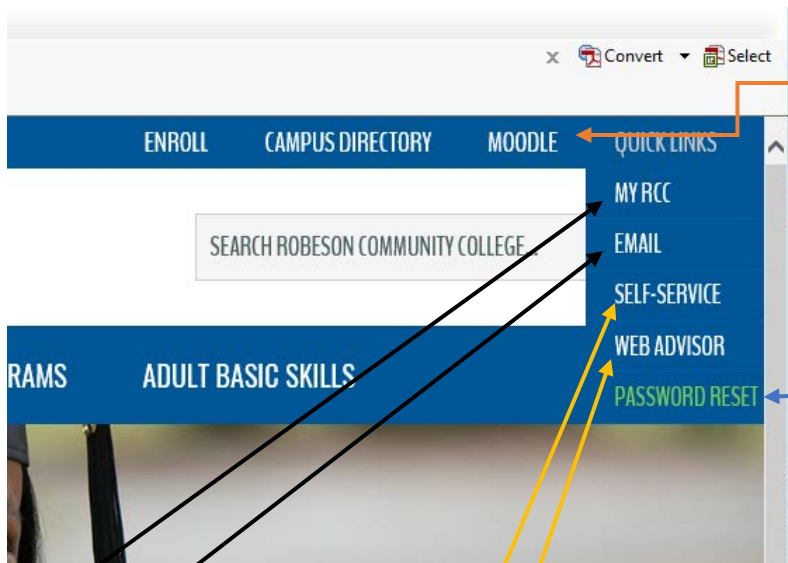 x Convert Select
ENROLL CAMPUS DIRECTORY MOODLE QUICK LINKS
MY RCC
SEARCH ROBESON COMMUNITY COLLEGE...
EMAIL
SELF-SERVICE
WEB ADVISOR
RAMS ADULT BASIC SKILLS
PASSWORD RESET